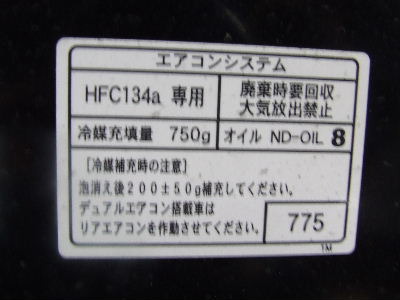 エアコンシステム
HFC134a 専用
廃棄時要回収
大気放出禁止
冷媒充填量 750g オイル ND-OIL 8
［冷媒補充時の注意］
泡消え後200±50g補充してください。
デュアルエアコン搭載車は
リアエアコンを作動させてください。
775
TM